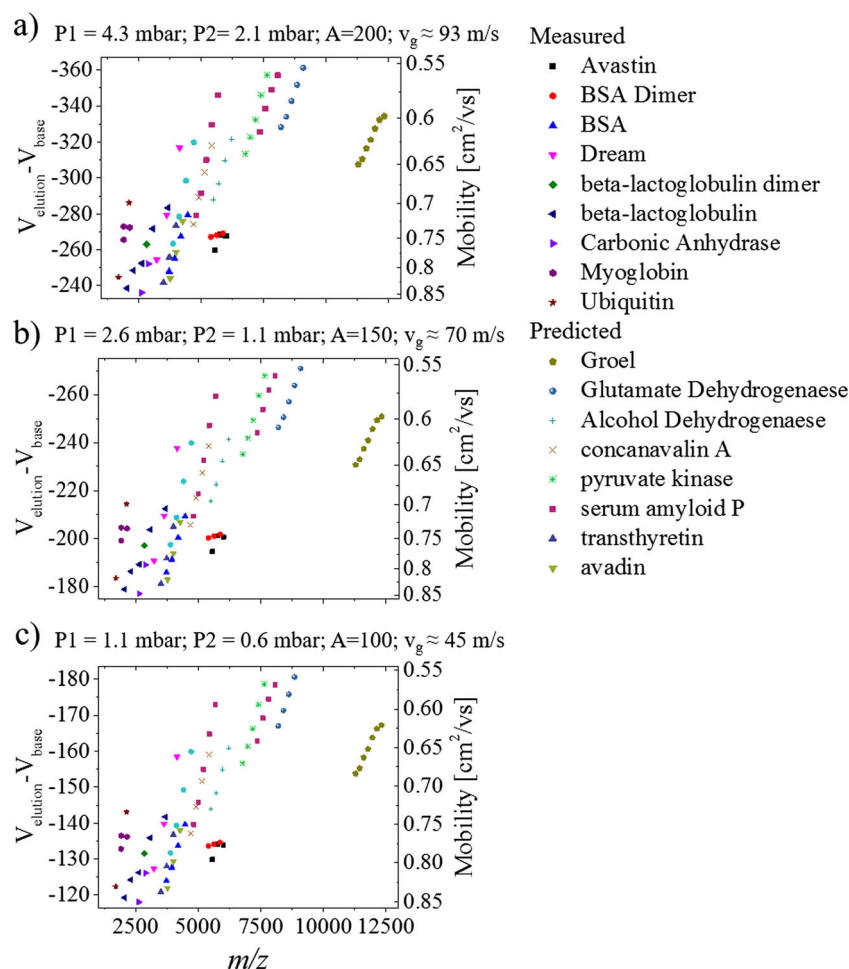 a) P1 = 4.3 mbar; P2= 2.1 mbar; A=200; vg ≈ 93 m/s
-360
-340
-320
-300
-280
-260
-240
Velution-Vbase
0.55
0.6
0.65
0.7
0.75
0.8
0.85
Mobility [cm²/vs]
b) P1 = 2.6 mbar; P2 = 1.1 mbar; A=150; vg ≈ 70 m/s
-260
-240
-220
-200
-180
Velution-Vbase
0.55
0.6
0.65
0.7
0.75
0.8
0.85
Mobility [cm²/vs]
c) P1 = 1.1 mbar; P2 = 0.6 mbar; A=100; vg ≈ 45 m/s
-180
-170
-160
-150
-140
-130
-120
Velution-Vbase
0.55
0.60
0.65
0.70
0.75
0.80
0.85
Mobility [cm²/vs]
2500 5000 7500 10000 12500
m/z
Measured
Avastin
BSA Dimer
BSA
Dream
beta-lactoglobulin dimer
beta-lactoglobulin
Carbonic Anhydrase
Myoglobin
Ubiquitin
Predicted
Groel
Glutamate Dehydrogenaese
Alcohol Dehydrogenaese
concanavalin A
pyruvate kinase
serum amyloid P
transthyretin
avadin